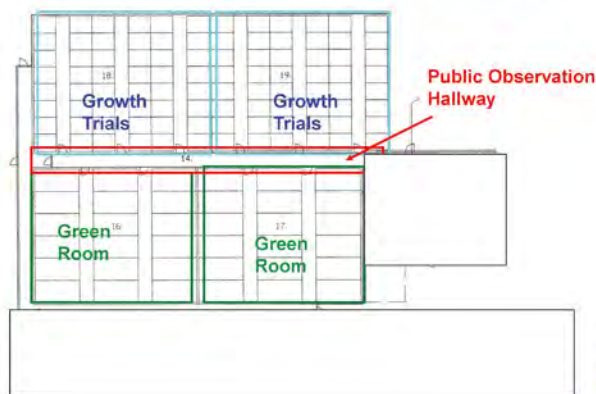 18.
19.
Growth
Trials
Growth
Trials
Public Observation
Hallway
14.
16.
Green
Room
17.
Green
Room